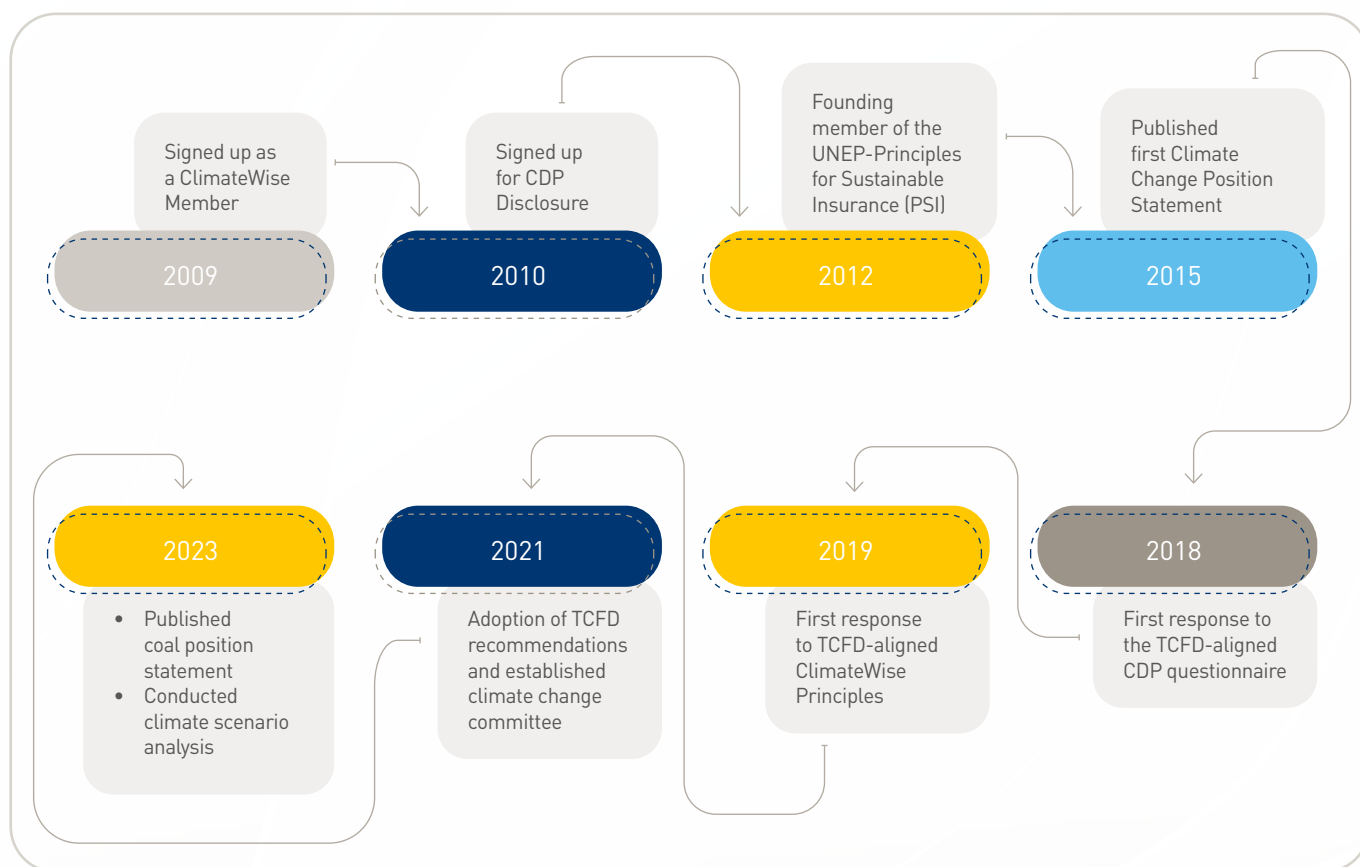 Signed up as
a ClimateWise
Member
2009
Signed up
for CDP
Disclosure
2010
Founding
member of the
UNEP-Principles
for Sustainable
Insurance (PSI)
2012
Published
first Climate
Change Position
Statement
2015
2018
First response to
the TCFD-aligned
CDP questionnaire
2019
First response
to TCFD-aligned
ClimateWise
Principles
2021
Adoption of TCFD
recommendations
and established
climate change
committee
2023
• Published
coal position
statement
• Conducted
climate scenario
analysis